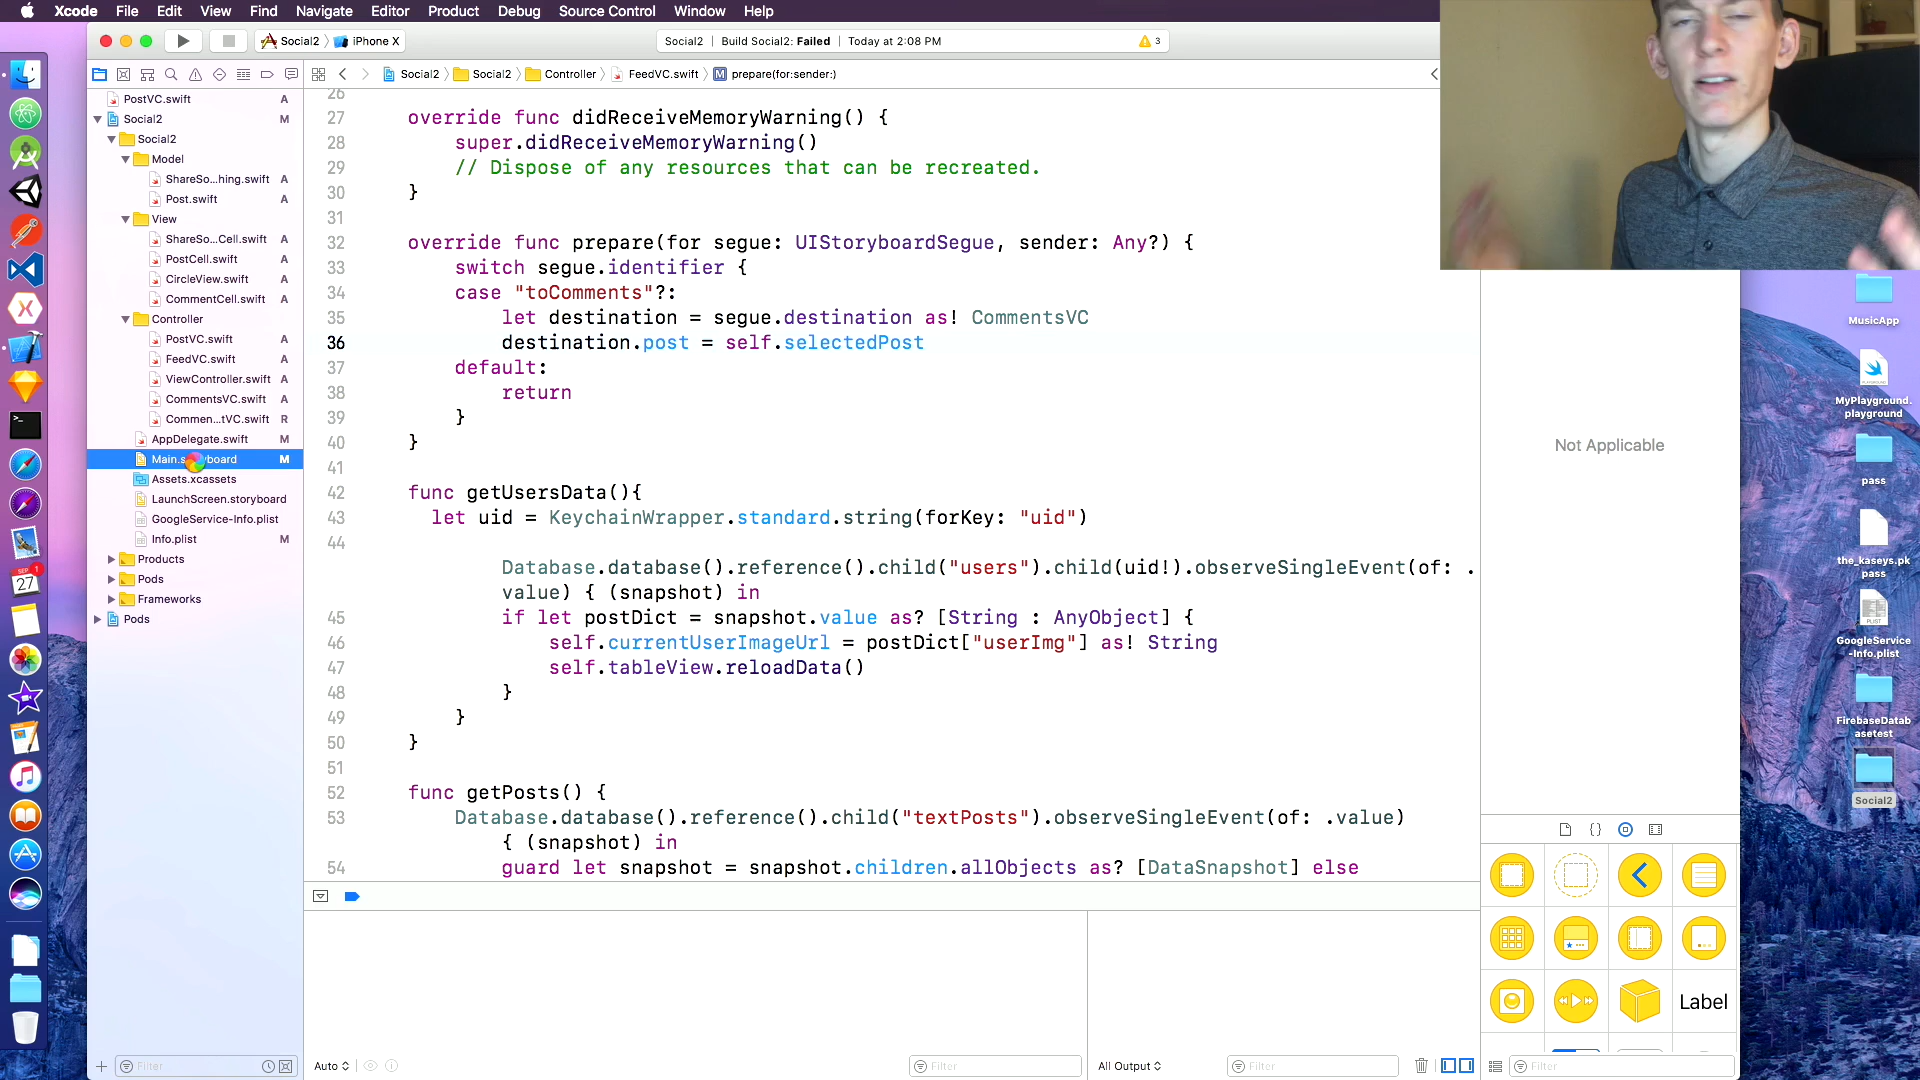 Xcode File Edit View Find Navigate Editor Product Debug Source Control Window Help
Social2 iPhone X
Social2 | Build Social2: Failed | Today at 2:08 PM
3
Social2 Social2 Controller FeedVC.swift M prepare(for:sender:)
PostVC.swift A
Social2 M
Social2
Model
ShareSo...hing.swift A
Post.swift A
View
ShareSo...Cell.swift A
PostCell.swift A
CircleView.swift A
CommentCell.swift A
Controller
PostVC.swift A
FeedVC.swift A
ViewController.swift A
CommentsVC.swift A
Commen...tVC.swift R
AppDelegate.swift M
Main.s yboard M
Assets.xcassets
LaunchScreen.storyboard
GoogleService-Info.plist
Info.plist M
Products
Pods
Frameworks
Pods
26
27 override func didReceiveMemoryWarning() {
28 super.didReceiveMemoryWarning()
29 // Dispose of any resources that can be recreated.
30 }
31
32 override func prepare(for segue: UIStoryboardSegue, sender: Any?) {
33 switch segue.identifier {
34 case "toComments"?:
35 let destination = segue.destination as! CommentsVC
36 destination.post = self.selectedPost
37 default:
38 return
39 }
40 }
41
42 func getUsersData(){
43 let uid = KeychainWrapper.standard.string(forKey: "uid")
44
Database.database().reference().child("users").child(uid!).observeSingleEvent(of: .
value) { (snapshot) in
45 if let postDict = snapshot.value as? [String : AnyObject] {
46 self.currentUserImageUrl = postDict["userImg"] as! String
47 self.tableView.reloadData()
48 }
49 }
50 }
51
52 func getPosts() {
53 Database.database().reference().child("textPosts").observeSingleEvent(of: .value)
{ (snapshot) in
54 guard let snapshot = snapshot.children.allObjects as? [DataSnapshot] else
Not Applicable
Label
Filter
Auto
Filter
All Output
Filter
Filter
MusicApp
PLAYGROUND
MyPlayground.
playground
pass
the_kaseys.pk
pass
PLIST
GoogleService
-Info.plist
FirebaseDatab
asetest
Social2
SEP
27
1